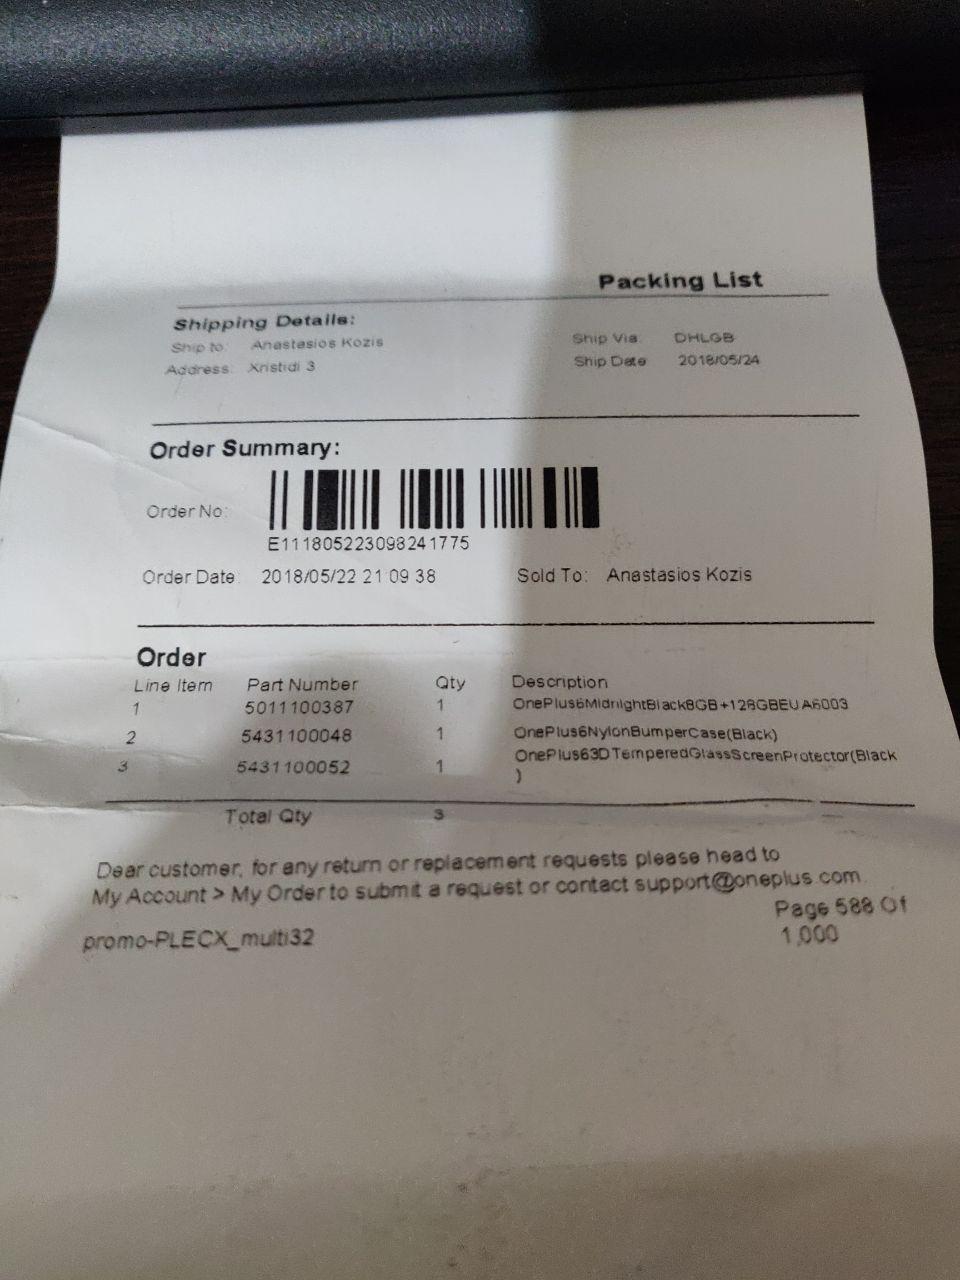 Packing List
Shipping Details:
Ship to: Anastasios Kozis
Ship Via: DHLGB
Address: Xristidi 3
Ship Date 2018/05/24
Order Summary:
Order No:
E111805223098241775
Order Date: 2018/05/22 21 09 38
Sold To: Anastasios Kozis
Order
Line Item Part Number Qty Description
1 5011100387 1 OnePlus6MidnightBlack8GB+128GBEUA6003
2 5431100048 1 OnePlus6NylonBumperCase(Black)
3 5431100052 1 OnePlus63DTemperedGlassScreenProtector(Black
)
Total Qty 3
Dear customer, for any return or replacement requests please head to
My Account > My Order to submit a request or contact support@oneplus.com.
Page 588 Of
1,000
promo-PLECX_multi32